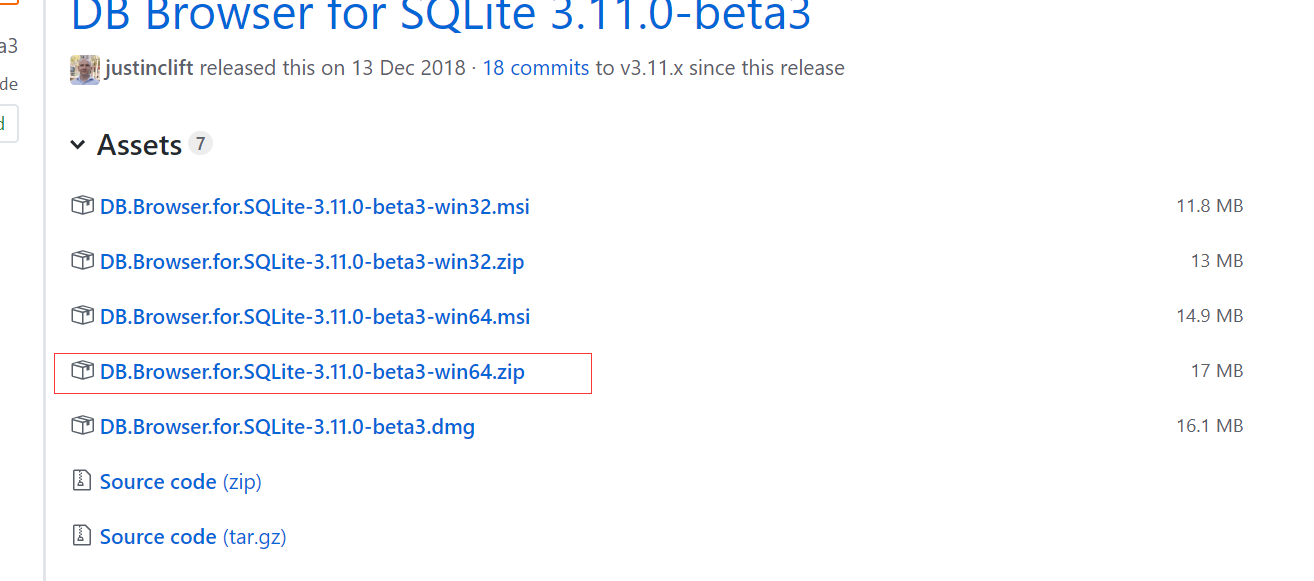 DB Browser for SQLite 3.11.0-beta3
a3
justinclift released this on 13 Dec 2018 · 18 commits to v3.11.x since this release
de
d
Assets 7
DB.Browser.for.SQLite-3.11.0-beta3-win32.msi 11.8 MB
DB.Browser.for.SQLite-3.11.0-beta3-win32.zip 13 MB
DB.Browser.for.SQLite-3.11.0-beta3-win64.msi 14.9 MB
DB.Browser.for.SQLite-3.11.0-beta3-win64.zip 17 MB
DB.Browser.for.SQLite-3.11.0-beta3.dmg 16.1 MB
Source code (zip)
Source code (tar.gz)